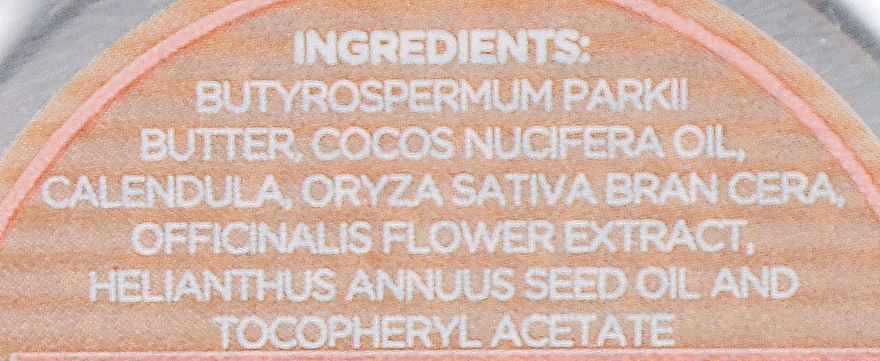 INGREDIENTS:
BUTYROSPERMUM PARKII
BUTTER, COCOS NUCIFERA OIL,
CALENDULA, ORYZA SATIVA BRAN CERA,
OFFICINALIS FLOWER EXTRACT,
HELIANTHUS ANNUUS SEED OIL AND
TOCOPHERYL ACETATE